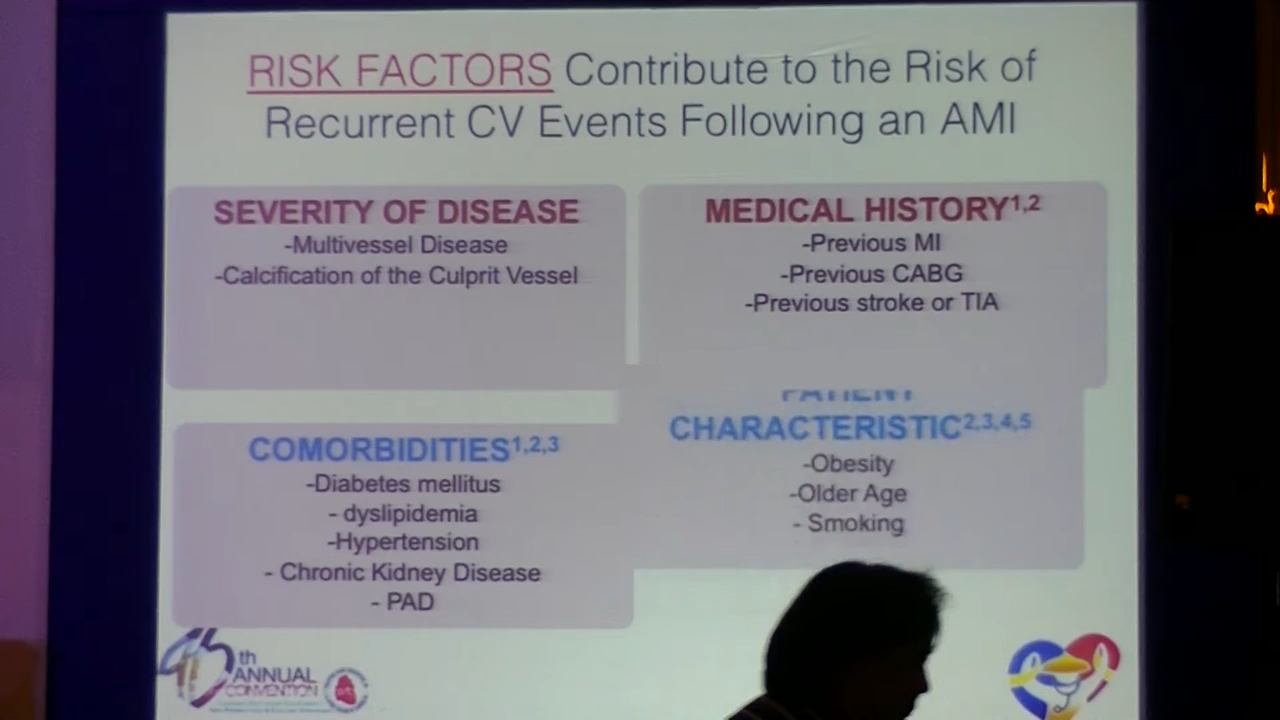 RISK FACTORS Contribute to the Risk of
Recurrent CV Events Following an AMI
SEVERITY OF DISEASE
-Multivessel Disease
-Calcification of the Culprit Vessel
MEDICAL HISTORY1,2
-Previous MI
-Previous CABG
-Previous stroke or TIA
COMORBIDITIES1,2,3
-Diabetes mellitus
- dyslipidemia
-Hypertension
- Chronic Kidney Disease
- PAD
PATIENT
CHARACTERISTIC2,3,4,5
-Obesity
-Older Age
- Smoking
th
ANNUAL
CONVENTION